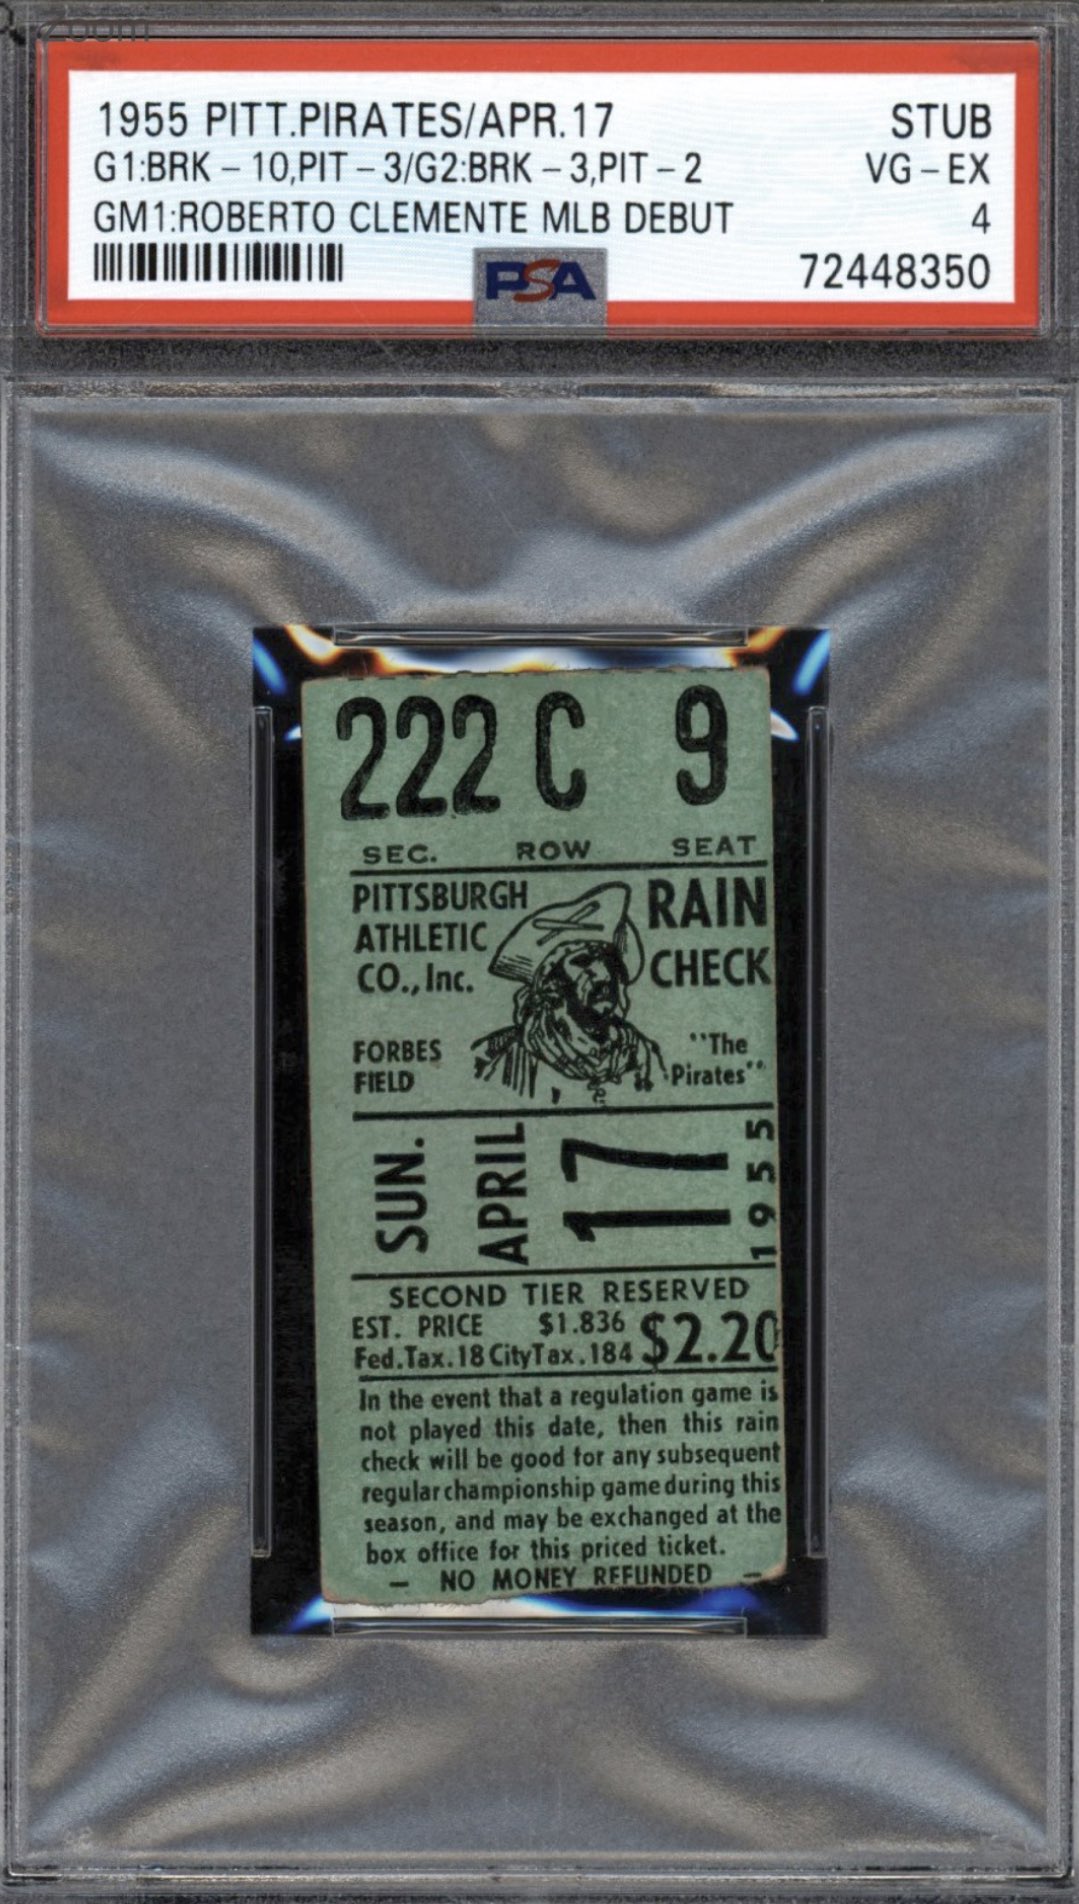 zoom
1955 PITT.PIRATES/APR.17 STUB
G1:BRK - 10,PIT - 3/G2:BRK - 3,PIT - 2 VG - EX
GM1:ROBERTO CLEMENTE MLB DEBUT 4
PSA 72448350
222 C 9
SEC. ROW SEAT
PITTSBURGH ATHLETIC CO., Inc.
RAIN CHECK
FORBES FIELD
"The Pirates"
SUN. APRIL 17 1955
SECOND TIER RESERVED
EST. PRICE $1.836 $2.20
Fed.Tax.18 CityTax.184
In the event that a regulation game is
not played this date, then this rain
check will be good for any subsequent
regular championship game during this
season, and may be exchanged at the
box office for this priced ticket.
— NO MONEY REFUNDED —